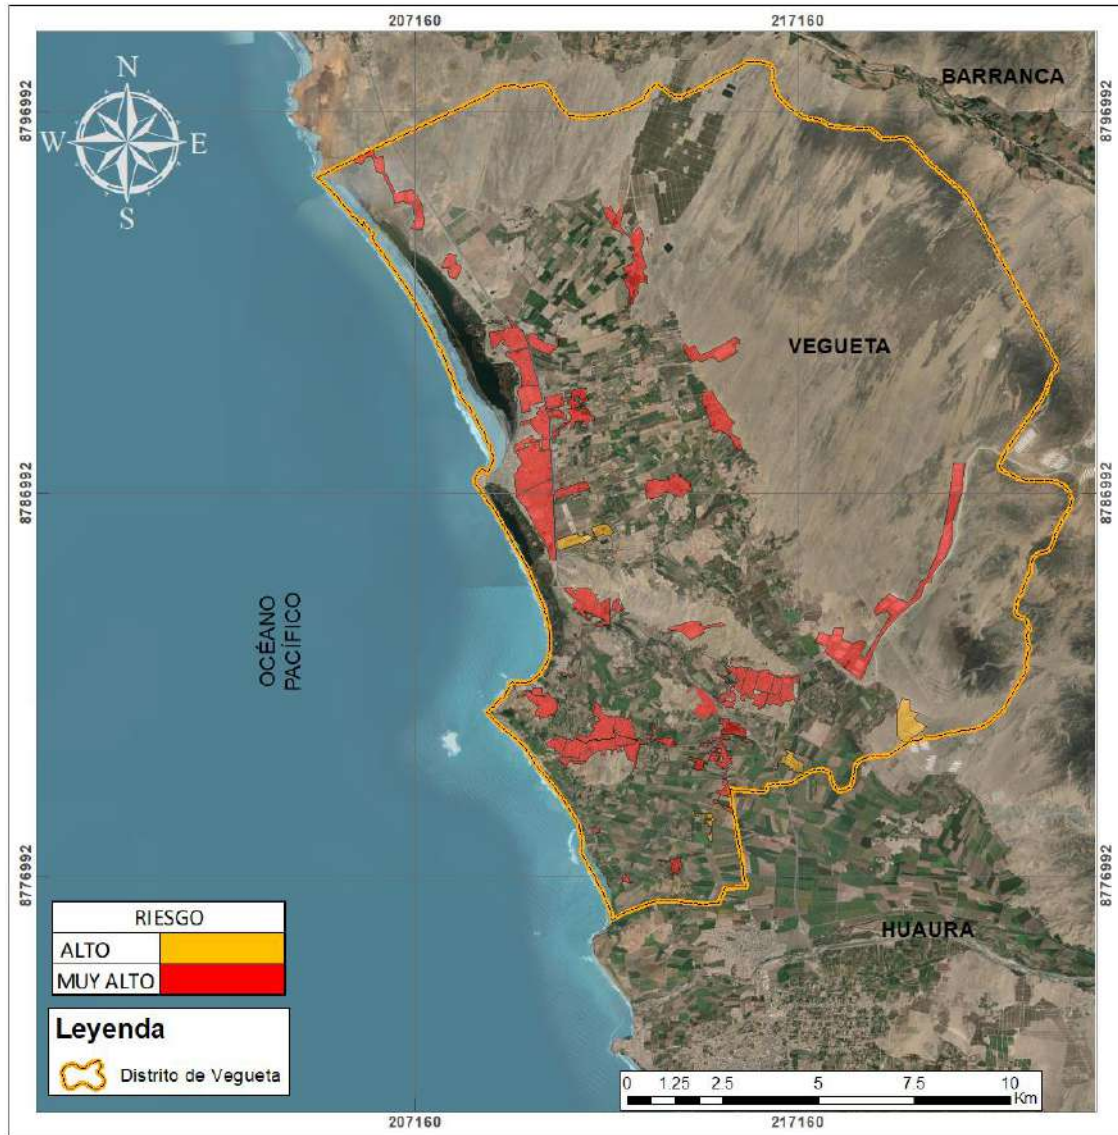 207160
217160
8796992
8796992
N
W
E
S
BARRANCA
VEGUETA
8786992
8786992
OCÉANO
PACÍFICO
8776992
8776992
HUAURA
RIESGO
ALTO
MUY ALTO
Leyenda
Distrito de Vegueta
0 1.25 2.5 5 7.5 10
Km
207160
217160